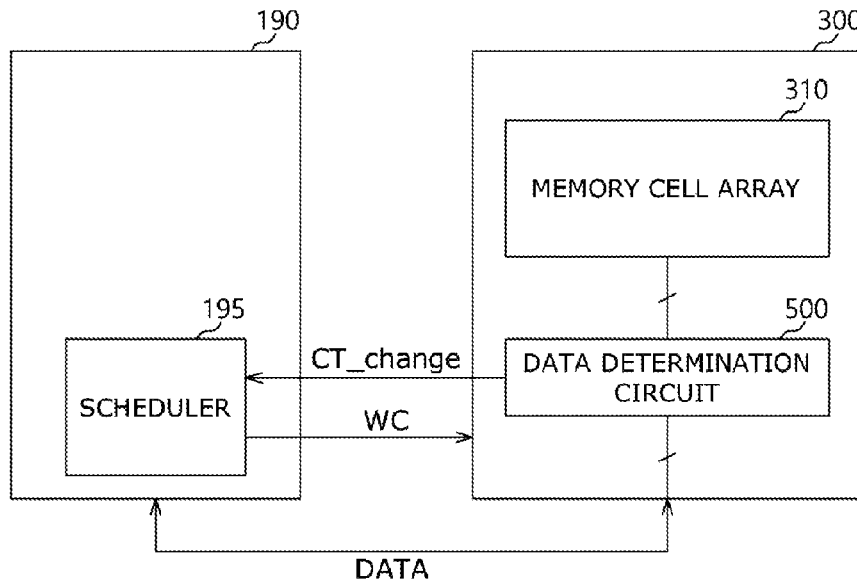 190
300
310
MEMORY CELL ARRAY
195
500
CT_change
DATA DETERMINATION
CIRCUIT
SCHEDULER
WC
DATA